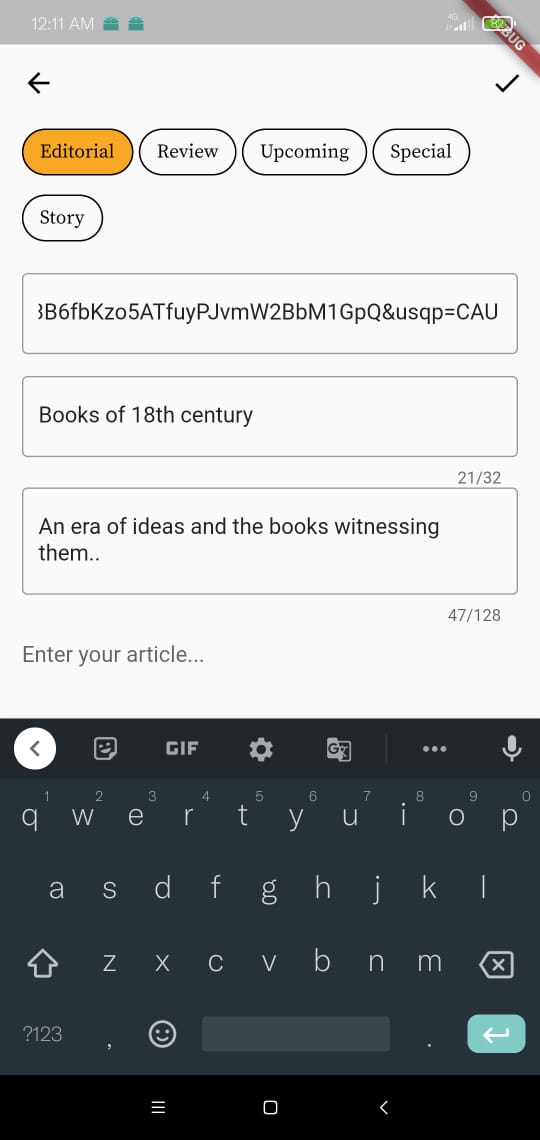 12:11 AM
4G
82
BUG
Editorial Review Upcoming Special
Story
3B6fbKzo5ATfuyPJvmW2BbM1GpQ&usqp=CAU
Books of 18th century
21/32
An era of ideas and the books witnessing
them..
47/128
Enter your article...
GIF
1 2 3 4 5 6 7 8 9 0
q w e r t y u i o p
a s d f g h j k l
z x c v b n m
?123 , .